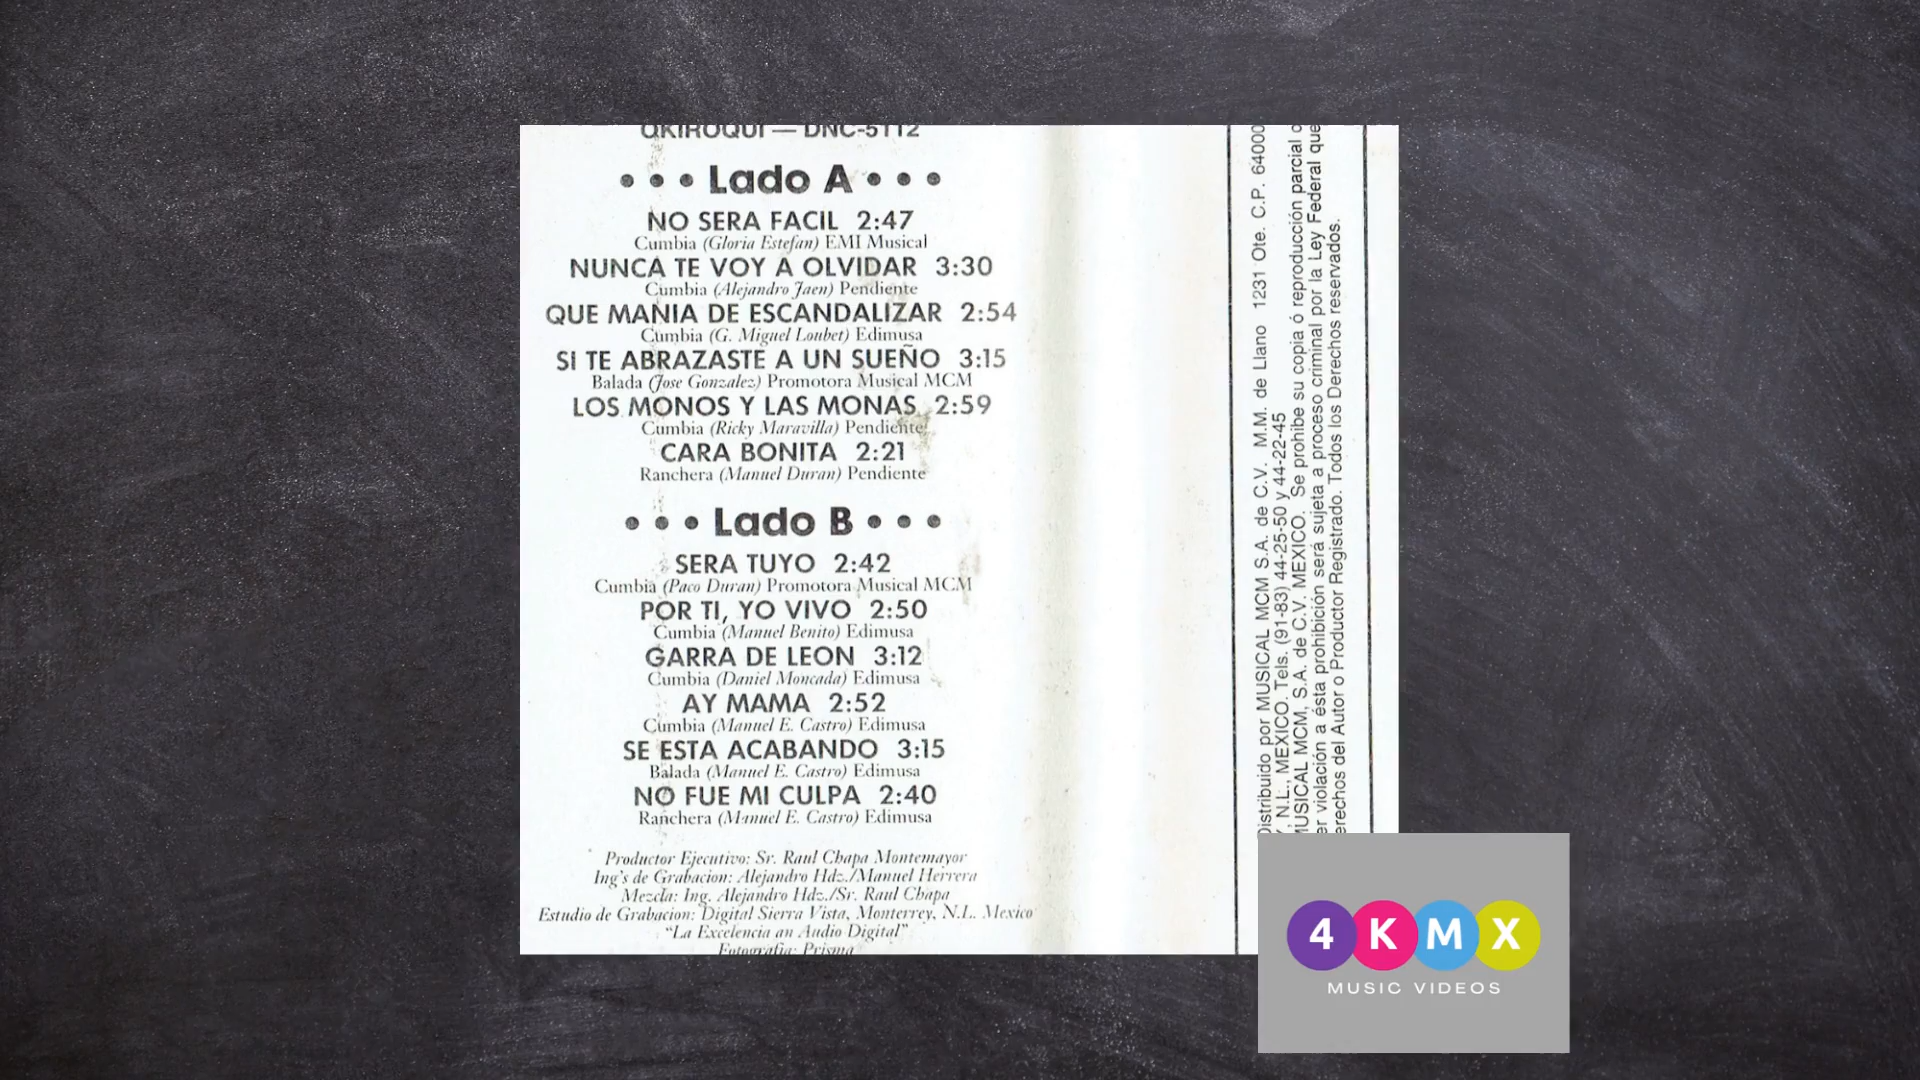 QKIROQUI — DNC-5112
• • • Lado A • • •
NO SERA FACIL 2:47
Cumbia (Gloria Estefan) EMI Musical
NUNCA TE VOY A OLVIDAR 3:30
Cumbia (Alejandro Jaen) Pendiente
QUE MANIA DE ESCANDALIZAR 2:54
Cumbia (G. Miguel Loubet) Edimusa
SI TE ABRAZASTE A UN SUEÑO 3:15
Balada (Jose Gonzalez) Promotora Musical MCM
LOS MONOS Y LAS MONAS 2:59
Cumbia (Ricky Maravilla) Pendiente
CARA BONITA 2:21
Ranchera (Manuel Duran) Pendiente
• • • Lado B • • •
SERA TUYO 2:42
Cumbia (Paco Duran) Promotora Musical MCM
POR TI, YO VIVO 2:50
Cumbia (Manuel Benito) Edimusa
GARRA DE LEON 3:12
Cumbia (Daniel Moncada) Edimusa
AY MAMA 2:52
Cumbia (Manuel E. Castro) Edimusa
SE ESTA ACABANDO 3:15
Balada (Manuel E. Castro) Edimusa
NO FUE MI CULPA 2:40
Ranchera (Manuel E. Castro) Edimusa
Productor Ejecutivo: Sr. Raul Chapa Montemayor
Ing's de Grabacion: Alejandro Hdz./Manuel Herrera
Mezcla: Ing. Alejandro Hdz./Sr. Raul Chapa
Estudio de Grabacion: Digital Sierra Vista, Monterrey, N.L. Mexico
"La Excelencia an Audio Digital"
Fotografia: Prisma
Distribuido por MUSICAL MCM S.A. de C.V. M.M. de Llano 1231 Ote. C.P. 64000
, N.L., MEXICO. Tels. (91-83) 44-25-50 y 44-22-45
MUSICAL MCM, S.A. de C.V. MEXICO. Se prohibe su copia ó reproducción parcial o
er violación a ésta prohibición será sujeta a proceso criminal por la Ley Federal que
erechos del Autor o Productor Registrado. Todos los Derechos reservados.
4KMX
MUSIC VIDEOS